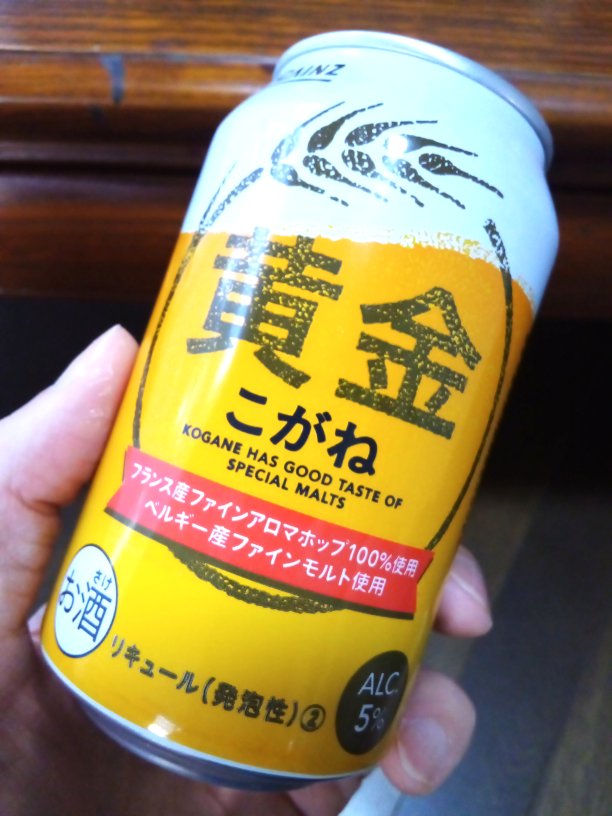 CAINZ
黄金
こがね
KOGANE HAS GOOD TASTE OF
SPECIAL MALTS
フランス産ファインアロマホップ100%使用
ベルギー産ファインモルト使用
さけ
お酒
リキュール(発泡性)②
ALC.
5%